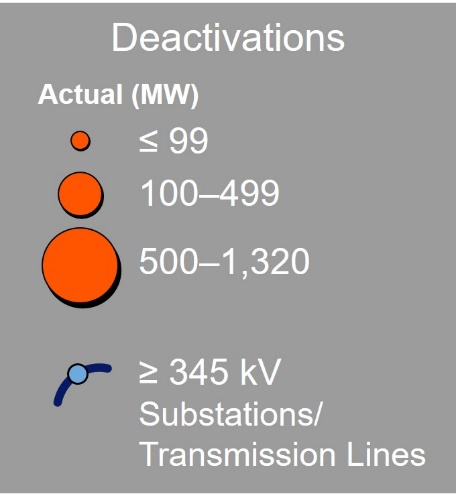 Deactivations
Actual (MW)
≤ 99
100–499
500–1,320
≥ 345 kV
Substations/
Transmission Lines